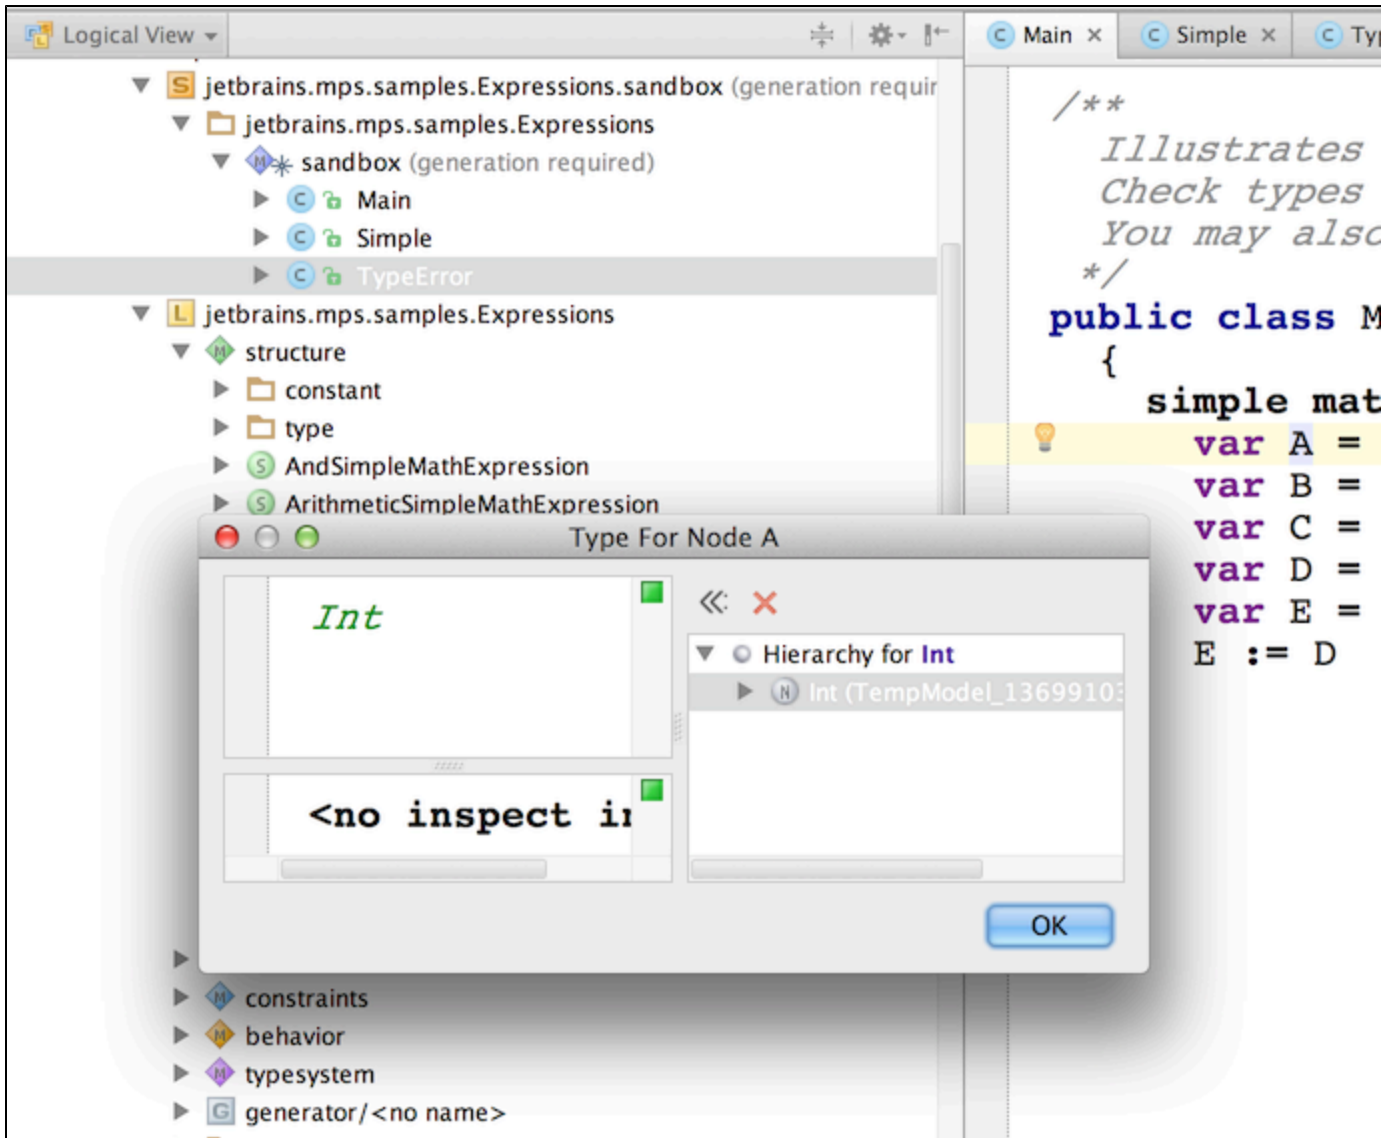 Logical View
jetbrains.mps.samples.Expressions.sandbox (generation requir
jetbrains.mps.samples.Expressions
sandbox (generation required)
Main
Simple
TypeError
jetbrains.mps.samples.Expressions
structure
constant
type
AndSimpleMathExpression
ArithmeticSimpleMathExpression
constraints
behavior
typesystem
generator/<no name>
Main
Simple
Typ
/**
Illustrates
Check types
You may also
*/
public class M
{
simple mat
var A =
var B =
var C =
var D =
var E =
E := D
Type For Node A
Int
<no inspect in
Hierarchy for Int
Int (TempModel_13699103
OK